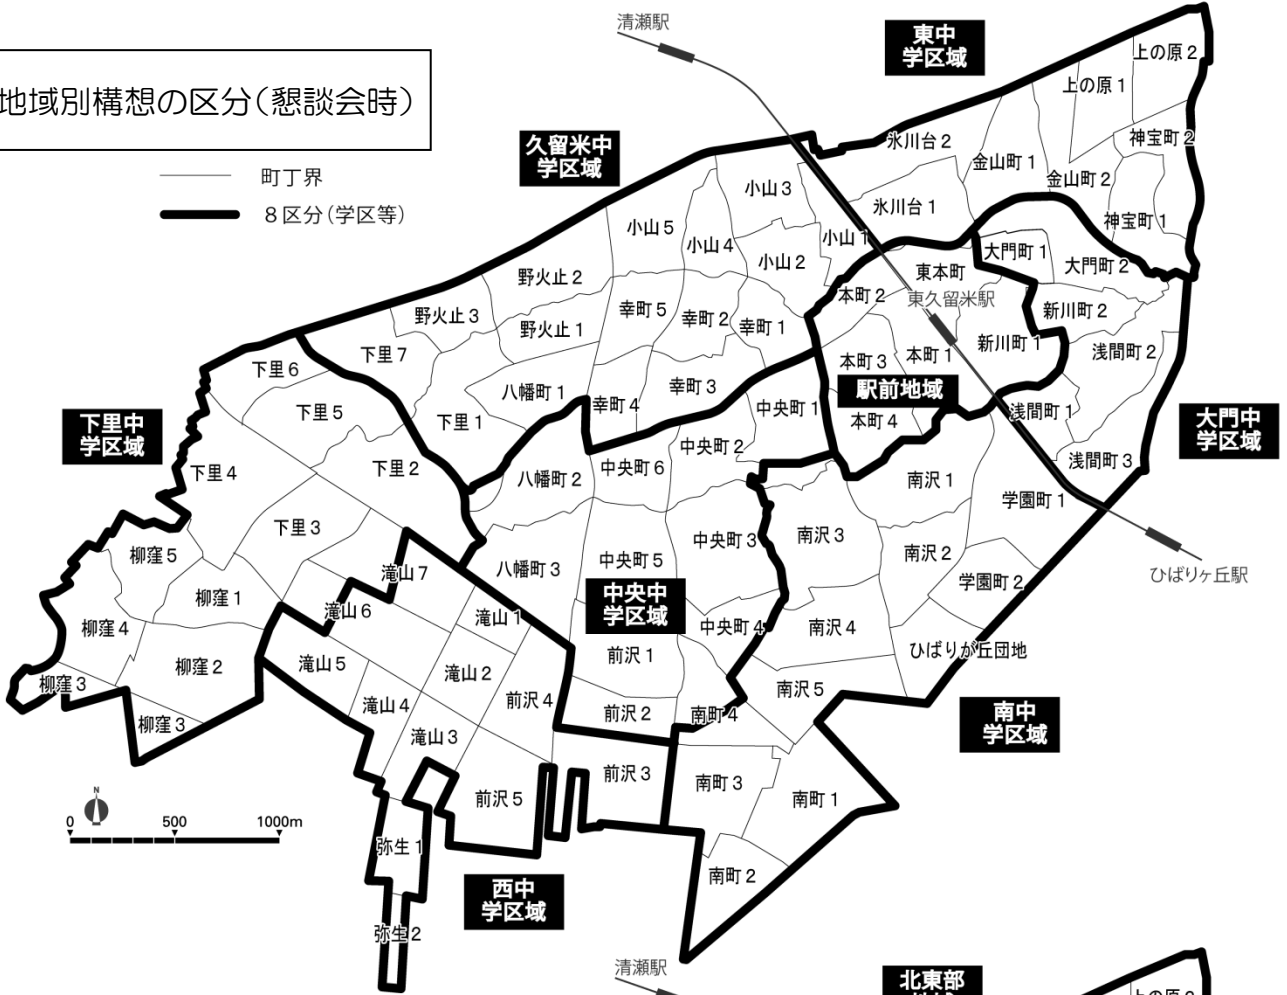 清瀬駅
東中
学区域
上の原2
地域別構想の区分(懇談会時)
上の原1
町丁界
8区分(学区等)
久留米中
学区域
氷川台2
神宝町2
金山町1
金山町2
小山3
氷川台1
神宝町1
小山5
小山4
小山1
小山2
大門町1
大門町2
東本町
野火止2
本町2
東久留米駅
野火止3
野火止1
幸町5
幸町2
幸町1
新川町2
新川町1
浅間町2
下里7
下里6
本町3
本町1
駅前地域
八幡町1
幸町3
幸町4
中央町1
下里5
下里1
本町4
浅間町1
大門中
学区域
下里中
学区域
中央町2
浅間町3
下里2
中央町6
下里4
八幡町2
南沢1
学園町1
下里3
中央町3
南沢3
柳窪5
南沢2
八幡町3
中央町5
滝山7
ひばりヶ丘駅
学園町2
中央中
学区域
柳窪1
滝山6
滝山1
柳窪4
中央町4
南沢4
前沢1
ひばりが丘団地
柳窪2
滝山5
滝山2
柳窪3
南沢5
前沢4
滝山4
前沢2
南町4
南中
学区域
柳窪3
滝山3
前沢3
南町3
前沢5
南町1
N
0 500 1000m
弥生1
南町2
西中
学区域
弥生2
清瀬駅
北東部